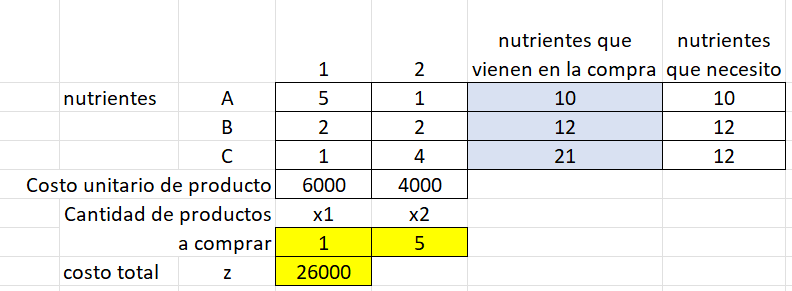 nutrientes que nutrientes
1 2 vienen en la compra que necesito
nutrientes A 5 1 10 10
B 2 2 12 12
C 1 4 21 12
Costo unitario de producto 6000 4000
Cantidad de productos x1 x2
a comprar 1 5
costo total z 26000